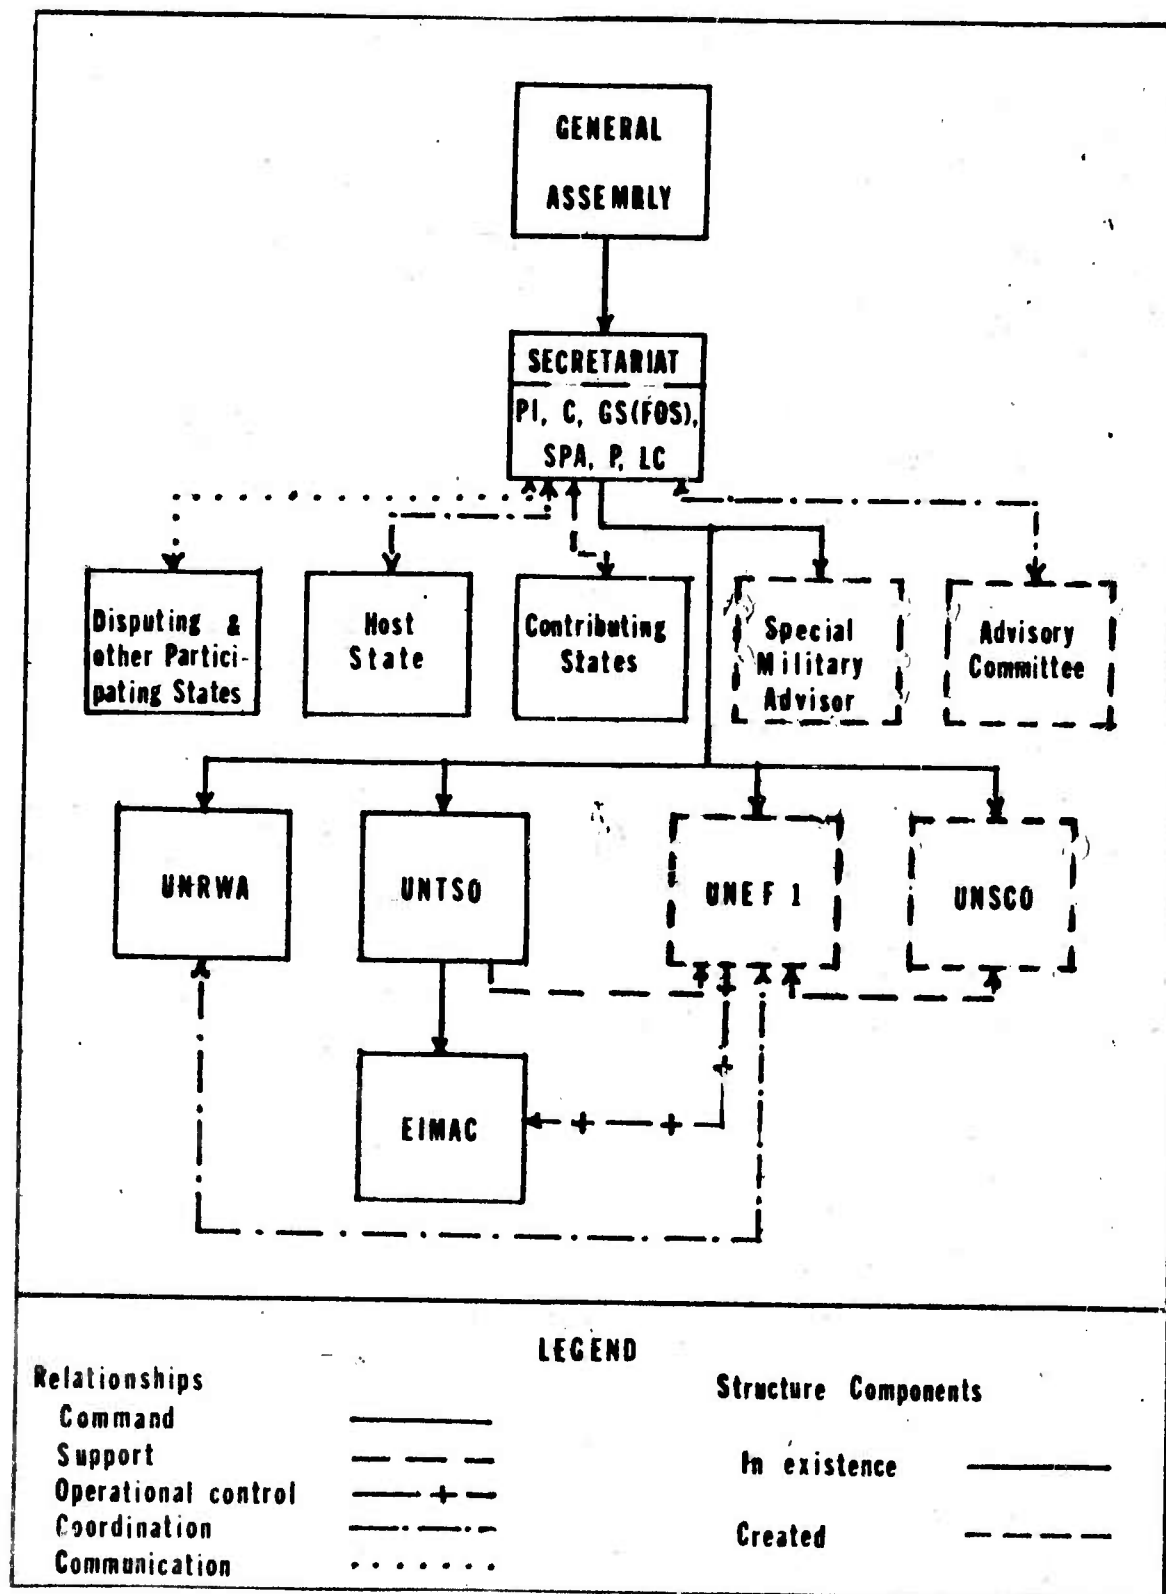 GENERAL
ASSEMBLY
SECRETARIAT
PI, C, GS(FOS),
SPA, P, LC
Disputing &
other Partici-
pating States
Host
State
Contributing
States
Special
Military
Advisor
Advisory
Committee
UNRWA
UNTSO
UNEF 1
UNSCO
EIMAC
LEGEND
Relationships
Command
Support
Operational control
Coordination
Communication
Structure Components
In existence
Created